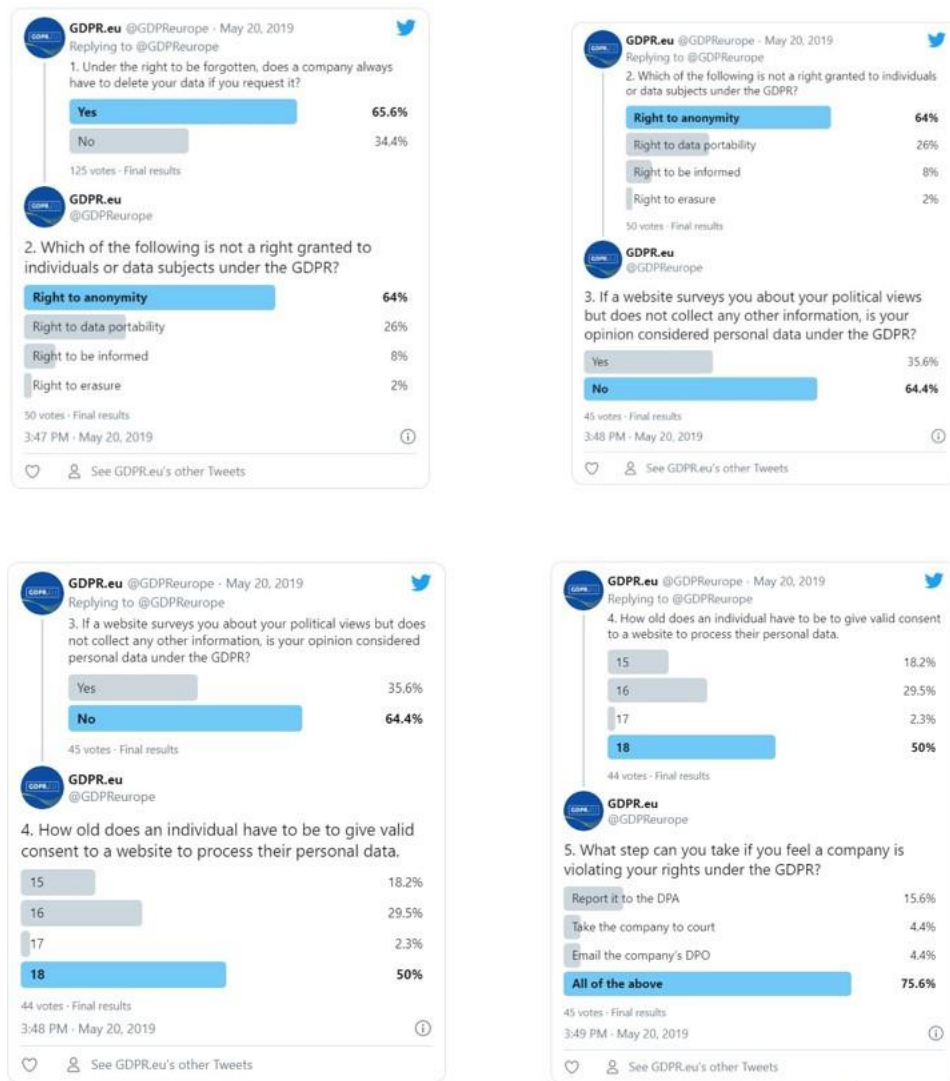 GDPR.eu @GDPReurope · May 20, 2019
Replying to @GDPReurope
1. Under the right to be forgotten, does a company always
have to delete your data if you request it?
Yes 65.6%
No 34.4%
125 votes · Final results
GDPR.eu
@GDPReurope
2. Which of the following is not a right granted to
individuals or data subjects under the GDPR?
Right to anonymity 64%
Right to data portability 26%
Right to be informed 8%
Right to erasure 2%
50 votes · Final results
3:47 PM · May 20, 2019
See GDPR.eu's other Tweets
GDPR.eu @GDPReurope · May 20, 2019
Replying to @GDPReurope
2. Which of the following is not a right granted to individuals
or data subjects under the GDPR?
Right to anonymity 64%
Right to data portability 26%
Right to be informed 8%
Right to erasure 2%
50 votes · Final results
GDPR.eu
@GDPReurope
3. If a website surveys you about your political views
but does not collect any other information, is your
opinion considered personal data under the GDPR?
Yes 35.6%
No 64.4%
45 votes · Final results
3:48 PM · May 20, 2019
See GDPR.eu's other Tweets
GDPR.eu @GDPReurope · May 20, 2019
Replying to @GDPReurope
3. If a website surveys you about your political views but does
not collect any other information, is your opinion considered
personal data under the GDPR?
Yes 35.6%
No 64.4%
45 votes · Final results
GDPR.eu
@GDPReurope
4. How old does an individual have to be to give valid
consent to a website to process their personal data.
15 18.2%
16 29.5%
17 2.3%
18 50%
44 votes · Final results
3:48 PM · May 20, 2019
See GDPR.eu's other Tweets
GDPR.eu @GDPReurope · May 20, 2019
Replying to @GDPReurope
4. How old does an individual have to be to give valid consent
to a website to process their personal data.
15 18.2%
16 29.5%
17 2.3%
18 50%
44 votes · Final results
GDPR.eu
@GDPReurope
5. What step can you take if you feel a company is
violating your rights under the GDPR?
Report it to the DPA 15.6%
Take the company to court 4.4%
Email the company's DPO 4.4%
All of the above 75.6%
45 votes · Final results
3:49 PM · May 20, 2019
See GDPR.eu's other Tweets